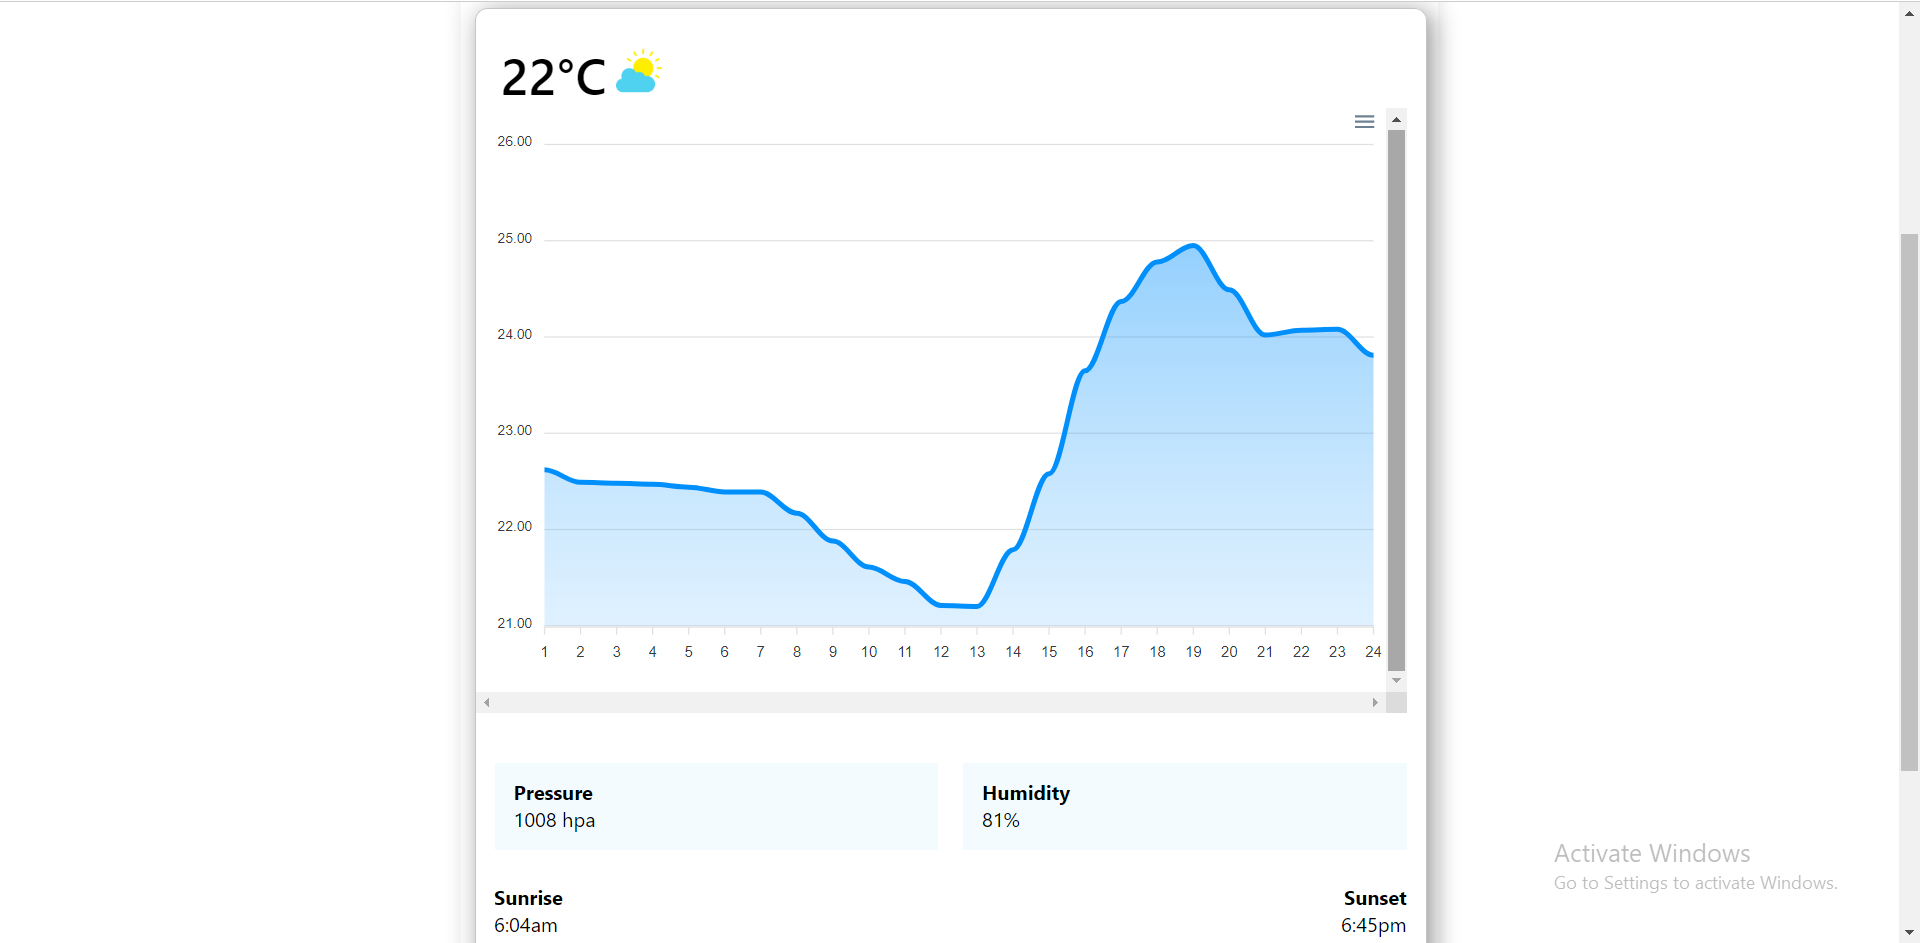 22°C
26.00
25.00
24.00
23.00
22.00
21.00
1 2 3 4 5 6 7 8 9 10 11 12 13 14 15 16 17 18 19 20 21 22 23 24
Pressure
1008 hpa
Humidity
81%
Activate Windows
Go to Settings to activate Windows.
Sunrise
6:04am
Sunset
6:45pm